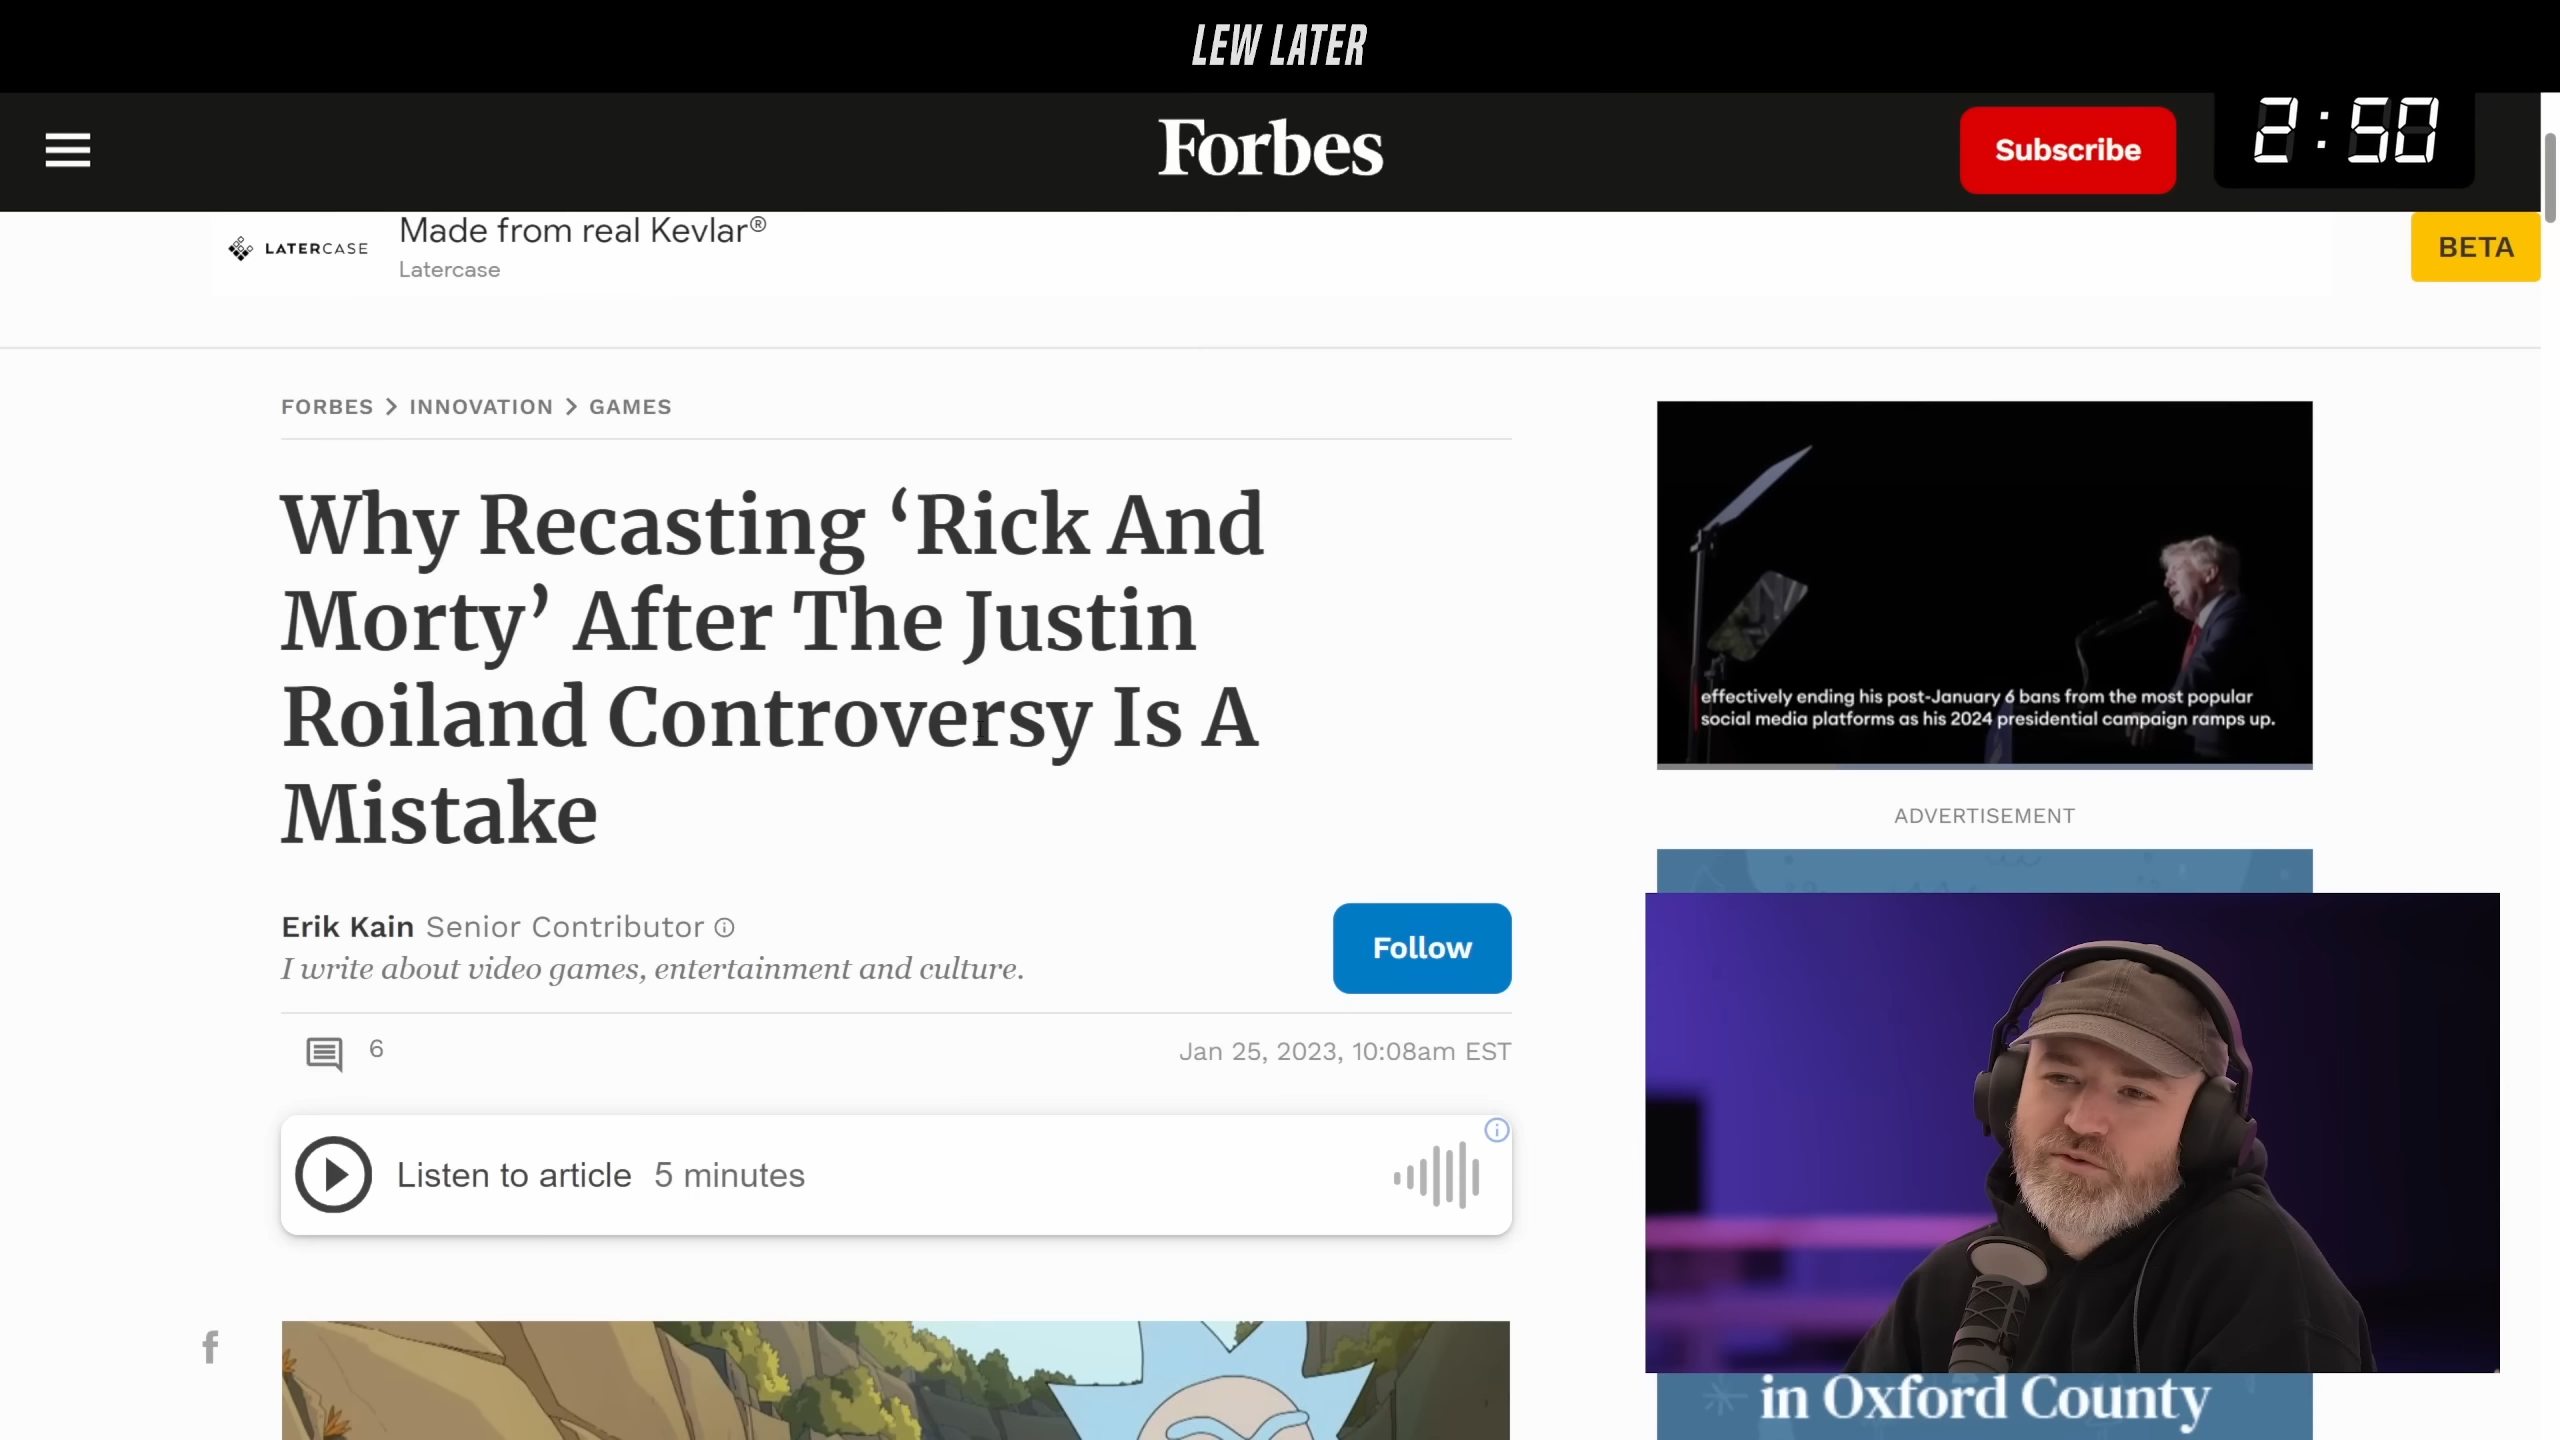 LEW LATER
Forbes
Subscribe
2:50
LATERCASE
Made from real Kevlar®
Latercase
BETA
FORBES > INNOVATION > GAMES
Why Recasting ‘Rick And
Morty’ After The Justin
Roiland Controversy Is A
Mistake
Erik Kain Senior Contributor
I write about video games, entertainment and culture.
Follow
6
Jan 25, 2023, 10:08am EST
Listen to article 5 minutes
f
effectively ending his post-January 6 bans from the most popular
social media platforms as his 2024 presidential campaign ramps up.
ADVERTISEMENT
in Oxford County